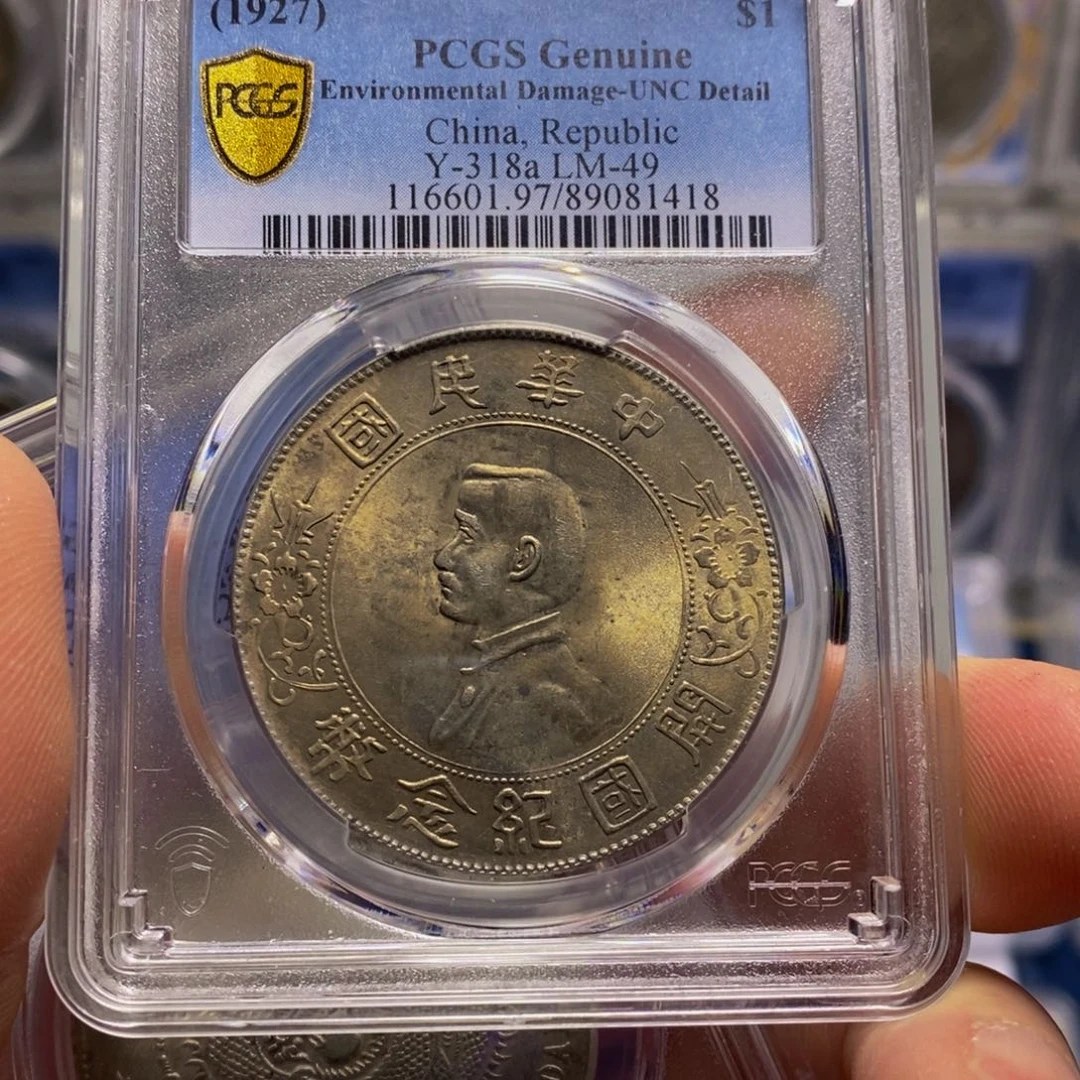 (1927) $1
PCGS Genuine
PCGS Environmental Damage-UNC Detail
China, Republic
Y-318a LM-49
116601.97/89081418
中華民國
開國紀念幣
PCGS